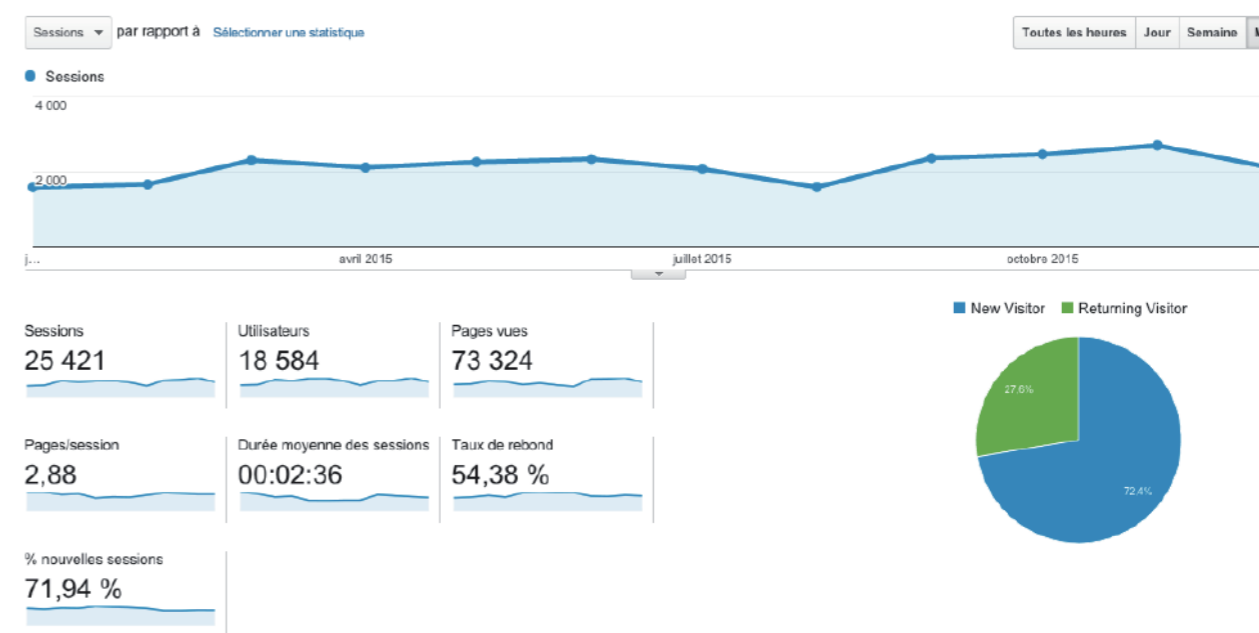 Sessions par rapport à Sélectionner une statistique
Toutes les heures Jour Semaine
Sessions
4 000
2 000
j... avril 2015 juillet 2015 octobre 2015
New Visitor Returning Visitor
Sessions Utilisateurs Pages vues
25 421 18 584 73 324
27,6%
Pages/session Durée moyenne des sessions Taux de rebond
2,88 00:02:36 54,38 %
72,4%
% nouvelles sessions
71,94 %